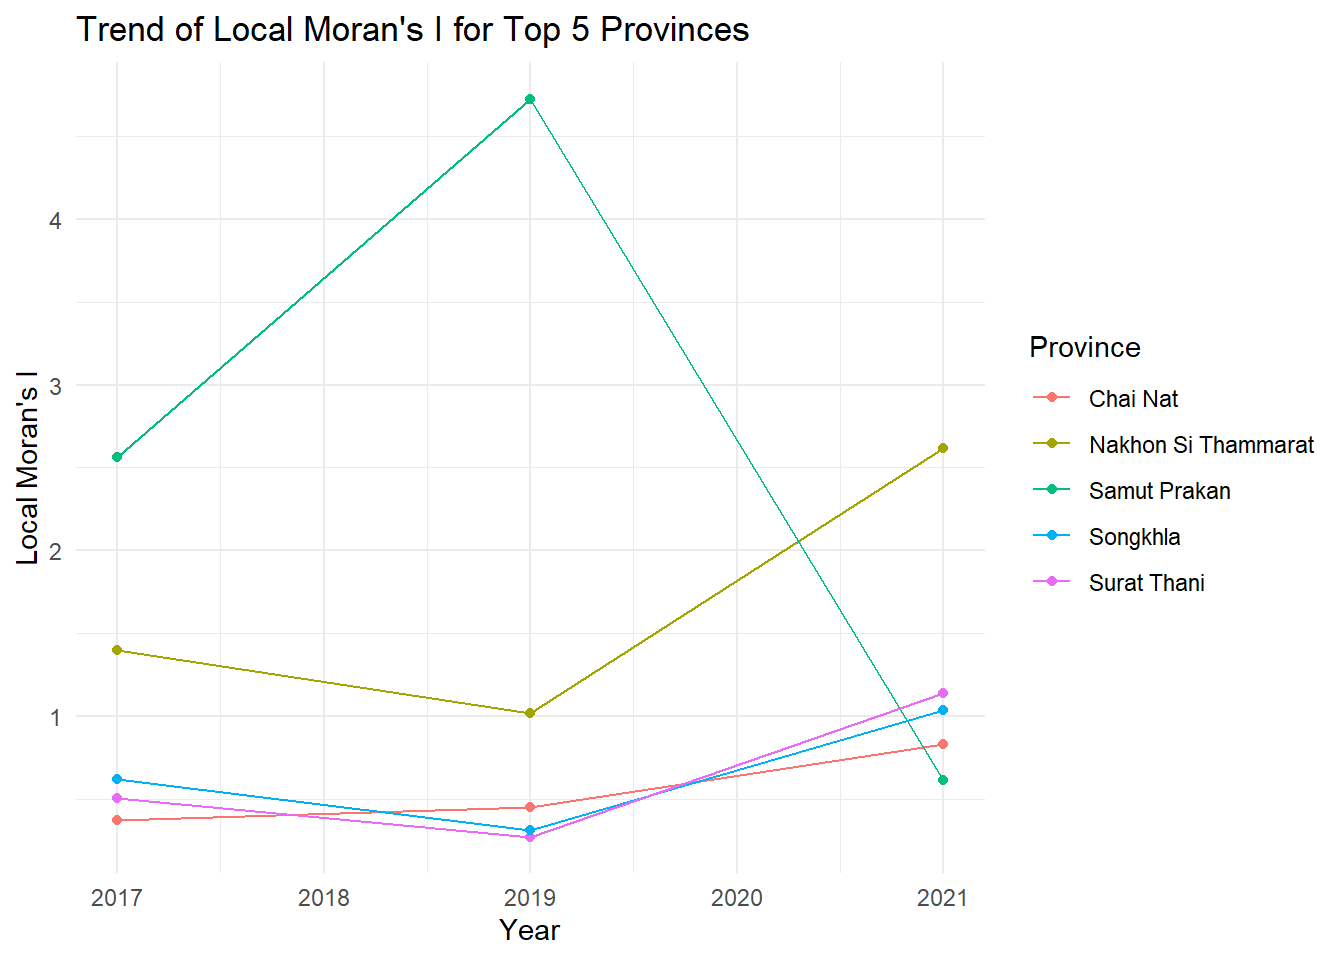 Trend of Local Moran's I for Top 5 Provinces
Local Moran's I
4
3
2
1
2017 2018 2019 2020 2021
Year
Province
Chai Nat
Nakhon Si Thammarat
Samut Prakan
Songkhla
Surat Thani